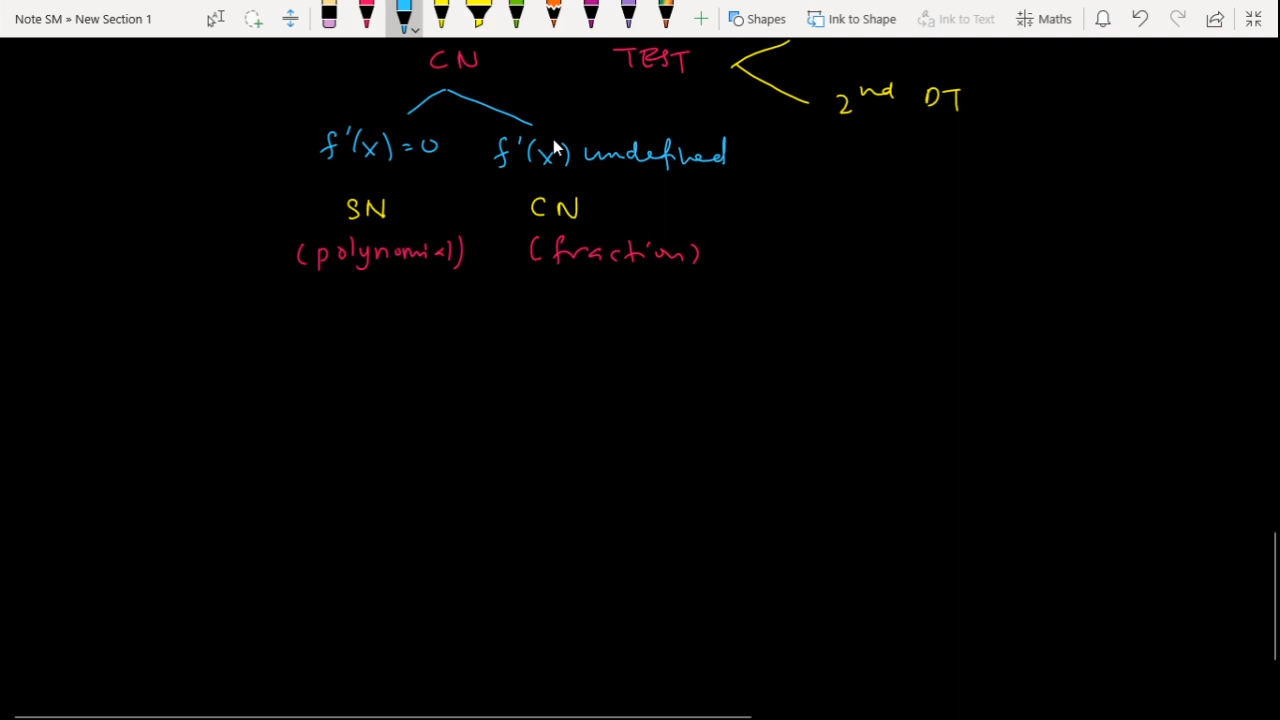 Note SM » New Section 1
Shapes
Ink to Shape
Ink to Text
Maths
CN TEST
2nd DT
f'(x) = 0 f'(x) undefined
SN CN
(polynomial) (fraction)